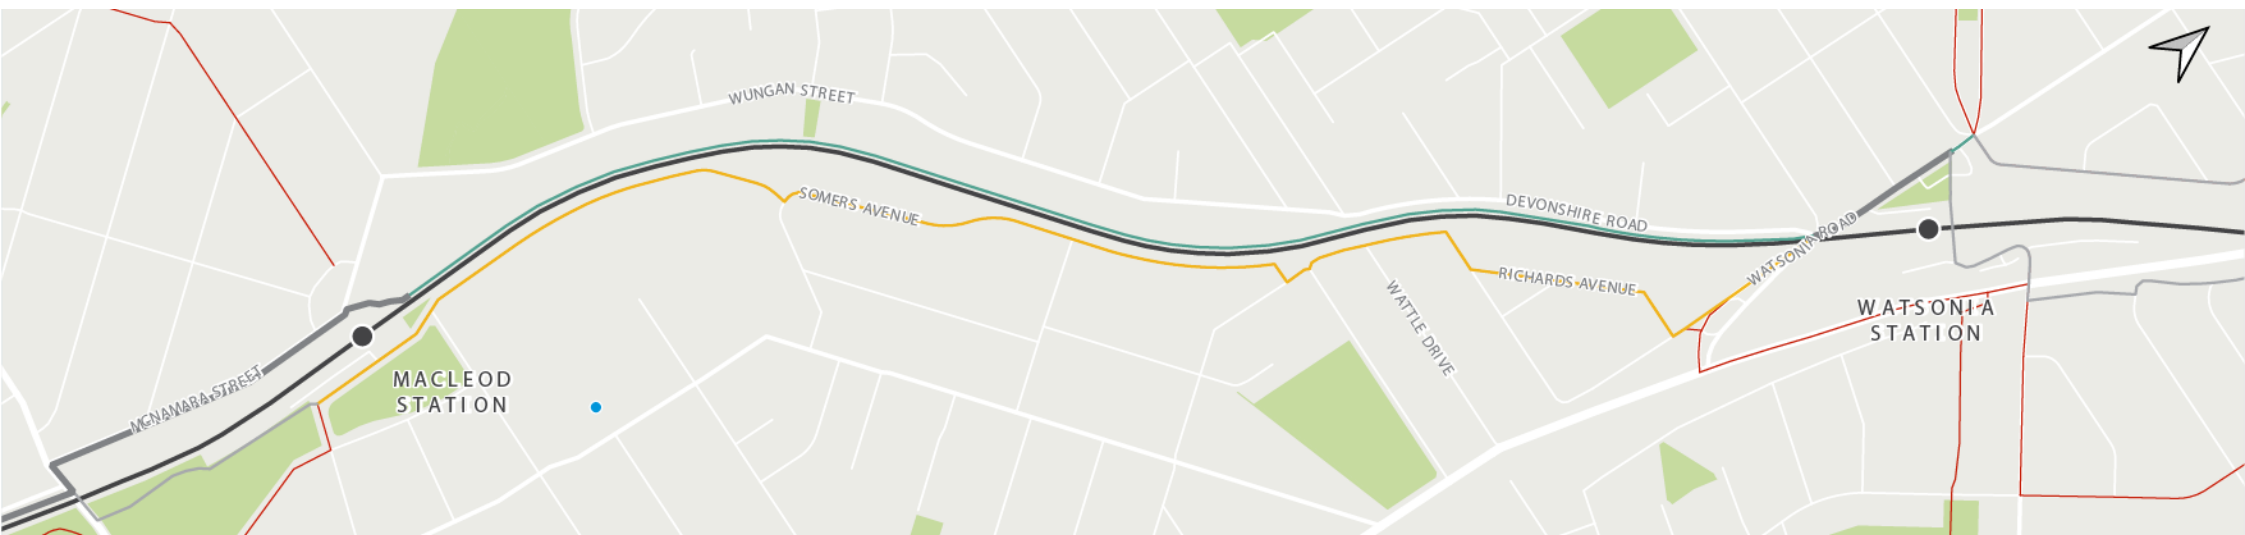 WUNGAN STREET
SOMERS AVENUE
DEVONSHIRE ROAD
WATSONIA ROAD
RICHARDS AVENUE
WATTLE DRIVE
WATSONIA
STATION
MCNAMARA STREET
MACLEOD
STATION